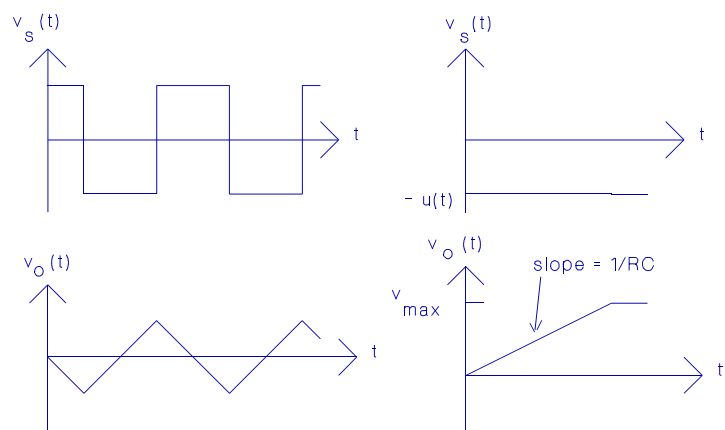 v_s(t)
t
v_s(t)
t
- u(t)
v_o(t)
t
v_o(t)
slope = 1/RC
v_max
t